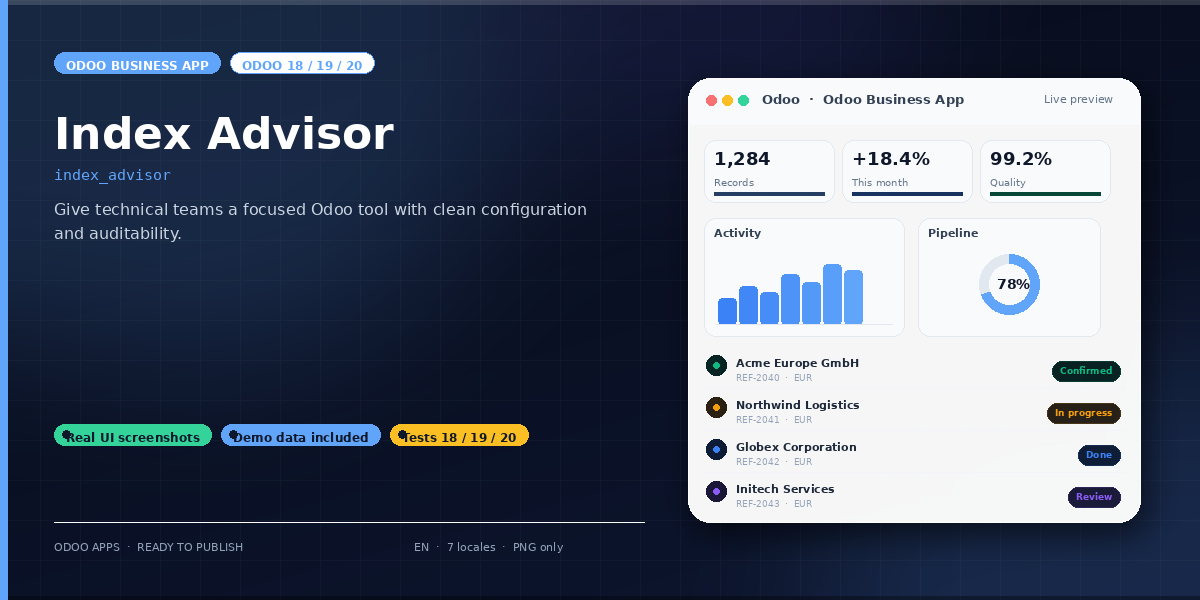 ODOO BUSINESS APP
ODOO 18 / 19 / 20
Index Advisor
index_advisor
Give technical teams a focused Odoo tool with clean configuration
and auditability.
Real UI screenshots
Demo data included
Tests 18 / 19 / 20
ODOO APPS · READY TO PUBLISH
EN · 7 locales · PNG only
Odoo · Odoo Business App
Live preview
1,284
Records
+18.4%
This month
99.2%
Quality
Activity
Pipeline
78%
Acme Europe GmbH
REF-2040 · EUR
Confirmed
Northwind Logistics
REF-2041 · EUR
In progress
Globex Corporation
REF-2042 · EUR
Done
Initech Services
REF-2043 · EUR
Review